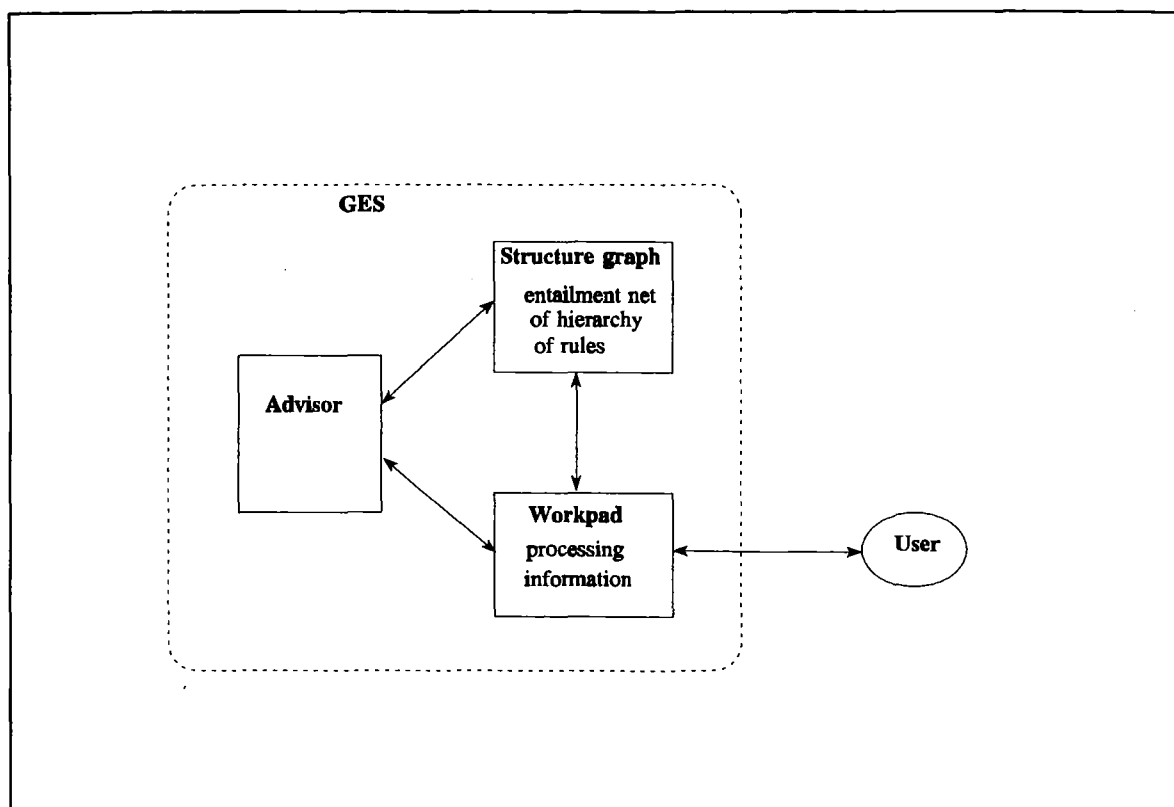 GES
Structure graph
entailment net
of hierarchy
of rules
Advisor
Workpad
processing
information
User